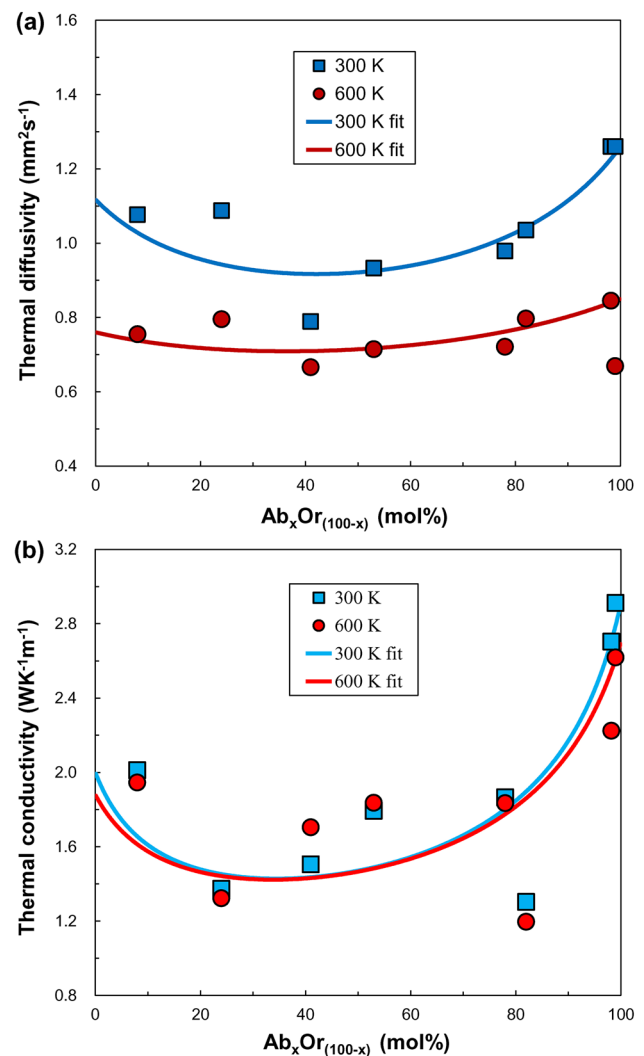 (a)
Thermal diffusivity (mm²s⁻¹)
1.6
1.4
1.2
1.0
0.8
0.6
0.4
300 K
600 K
300 K fit
600 K fit
0 20 40 60 80 100
AbₓOr₍₁₀₀₋ₓ₎ (mol%)
(b)
Thermal conductivity (WK⁻¹m⁻¹)
3.2
2.8
2.4
2.0
1.6
1.2
0.8
300 K
600 K
300 K fit
600 K fit
0 20 40 60 80 100
AbₓOr₍₁₀₀₋ₓ₎ (mol%)